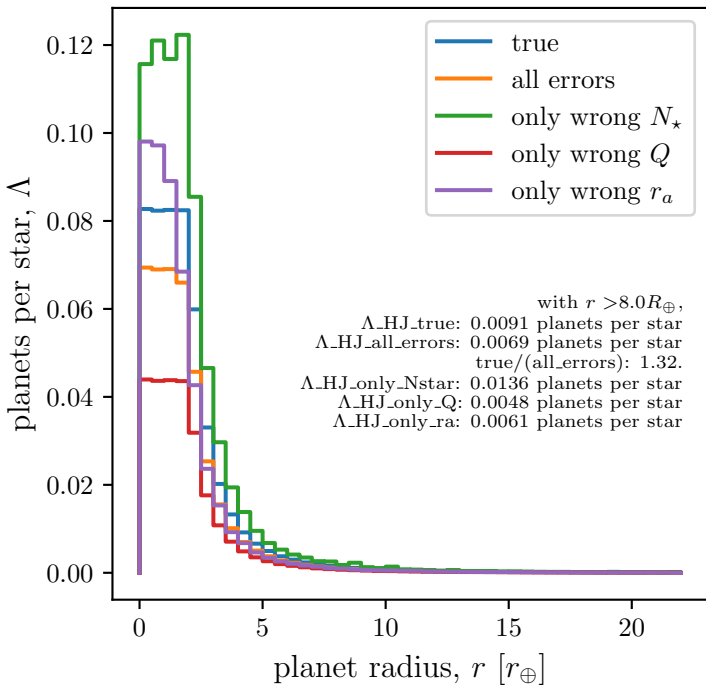 0.12
0.10
0.08
0.06
0.04
0.02
0.00
planets per star, Λ
true
all errors
only wrong N⋆
only wrong Q
only wrong r_a
with r >8.0R⊕,
Λ_HJ_true: 0.0091 planets per star
Λ_HJ_all_errors: 0.0069 planets per star
true/(all_errors): 1.32.
Λ_HJ_only_Nstar: 0.0136 planets per star
Λ_HJ_only_Q: 0.0048 planets per star
Λ_HJ_only_ra: 0.0061 planets per star
0 5 10 15 20
planet radius, r [r⊕]